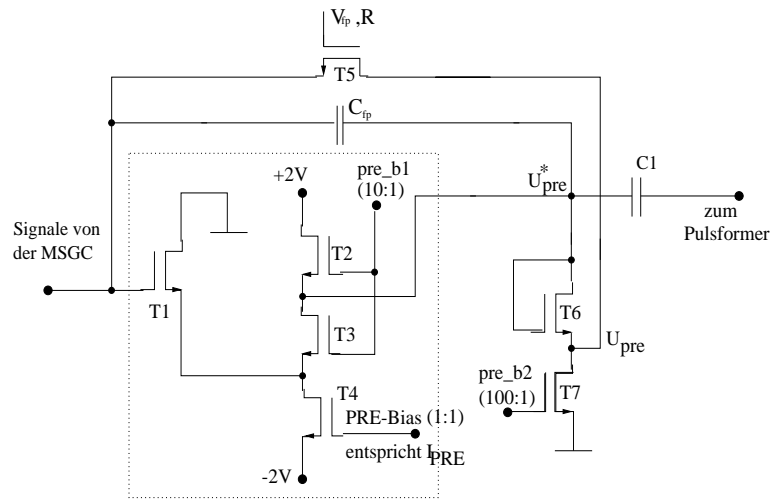 V_fp ,R
T5
C_fp
pre_b1
(10:1)
+2V
U*_pre
C1
zum
Pulsformer
Signale von
der MSGC
T2
T1
T3
T6
U_pre
pre_b2
(100:1)
T7
T4
PRE-Bias (1:1)
entspricht I_PRE
-2V